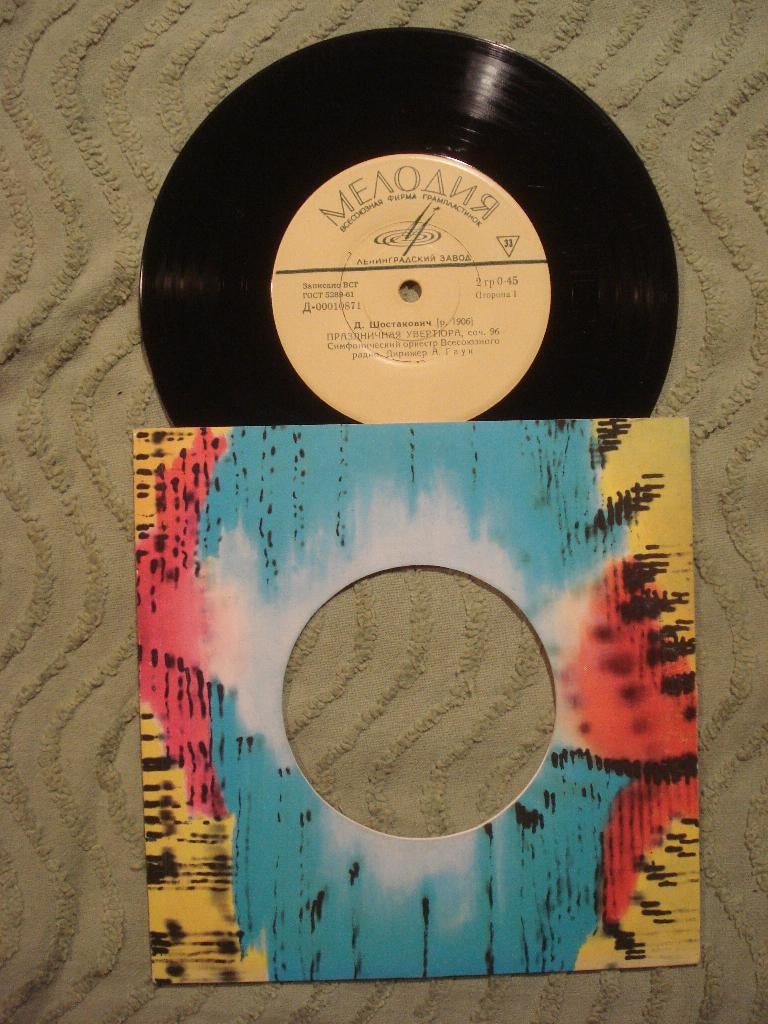 МЕЛОДИЯ
ВСЕСОЮЗНАЯ ФИРМА ГРАМПЛАСТИНОК
33
ЛЕНИНГРАДСКИЙ ЗАВОД
Записано ВСГ
ГОСТ 5289-61
Д-00010871
2 гр 0-45
Сторона 1
Д. Шостакович (р. 1906)
ПРАЗДНИЧНАЯ УВЕРТЮРА, соч. 96
Симфонический оркестр Всесоюзного
радио. Дирижер А. Гаук